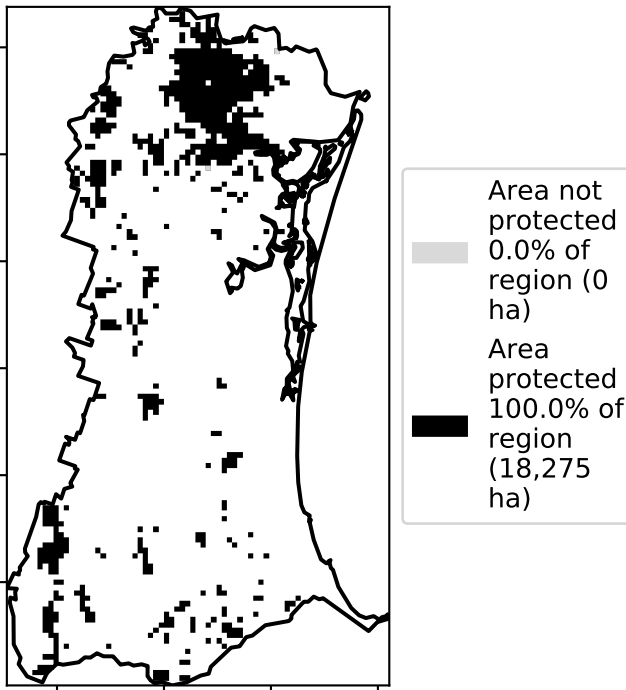 Area not
protected
0.0% of
region (0
ha)
Area
protected
100.0% of
region
(18,275
ha)